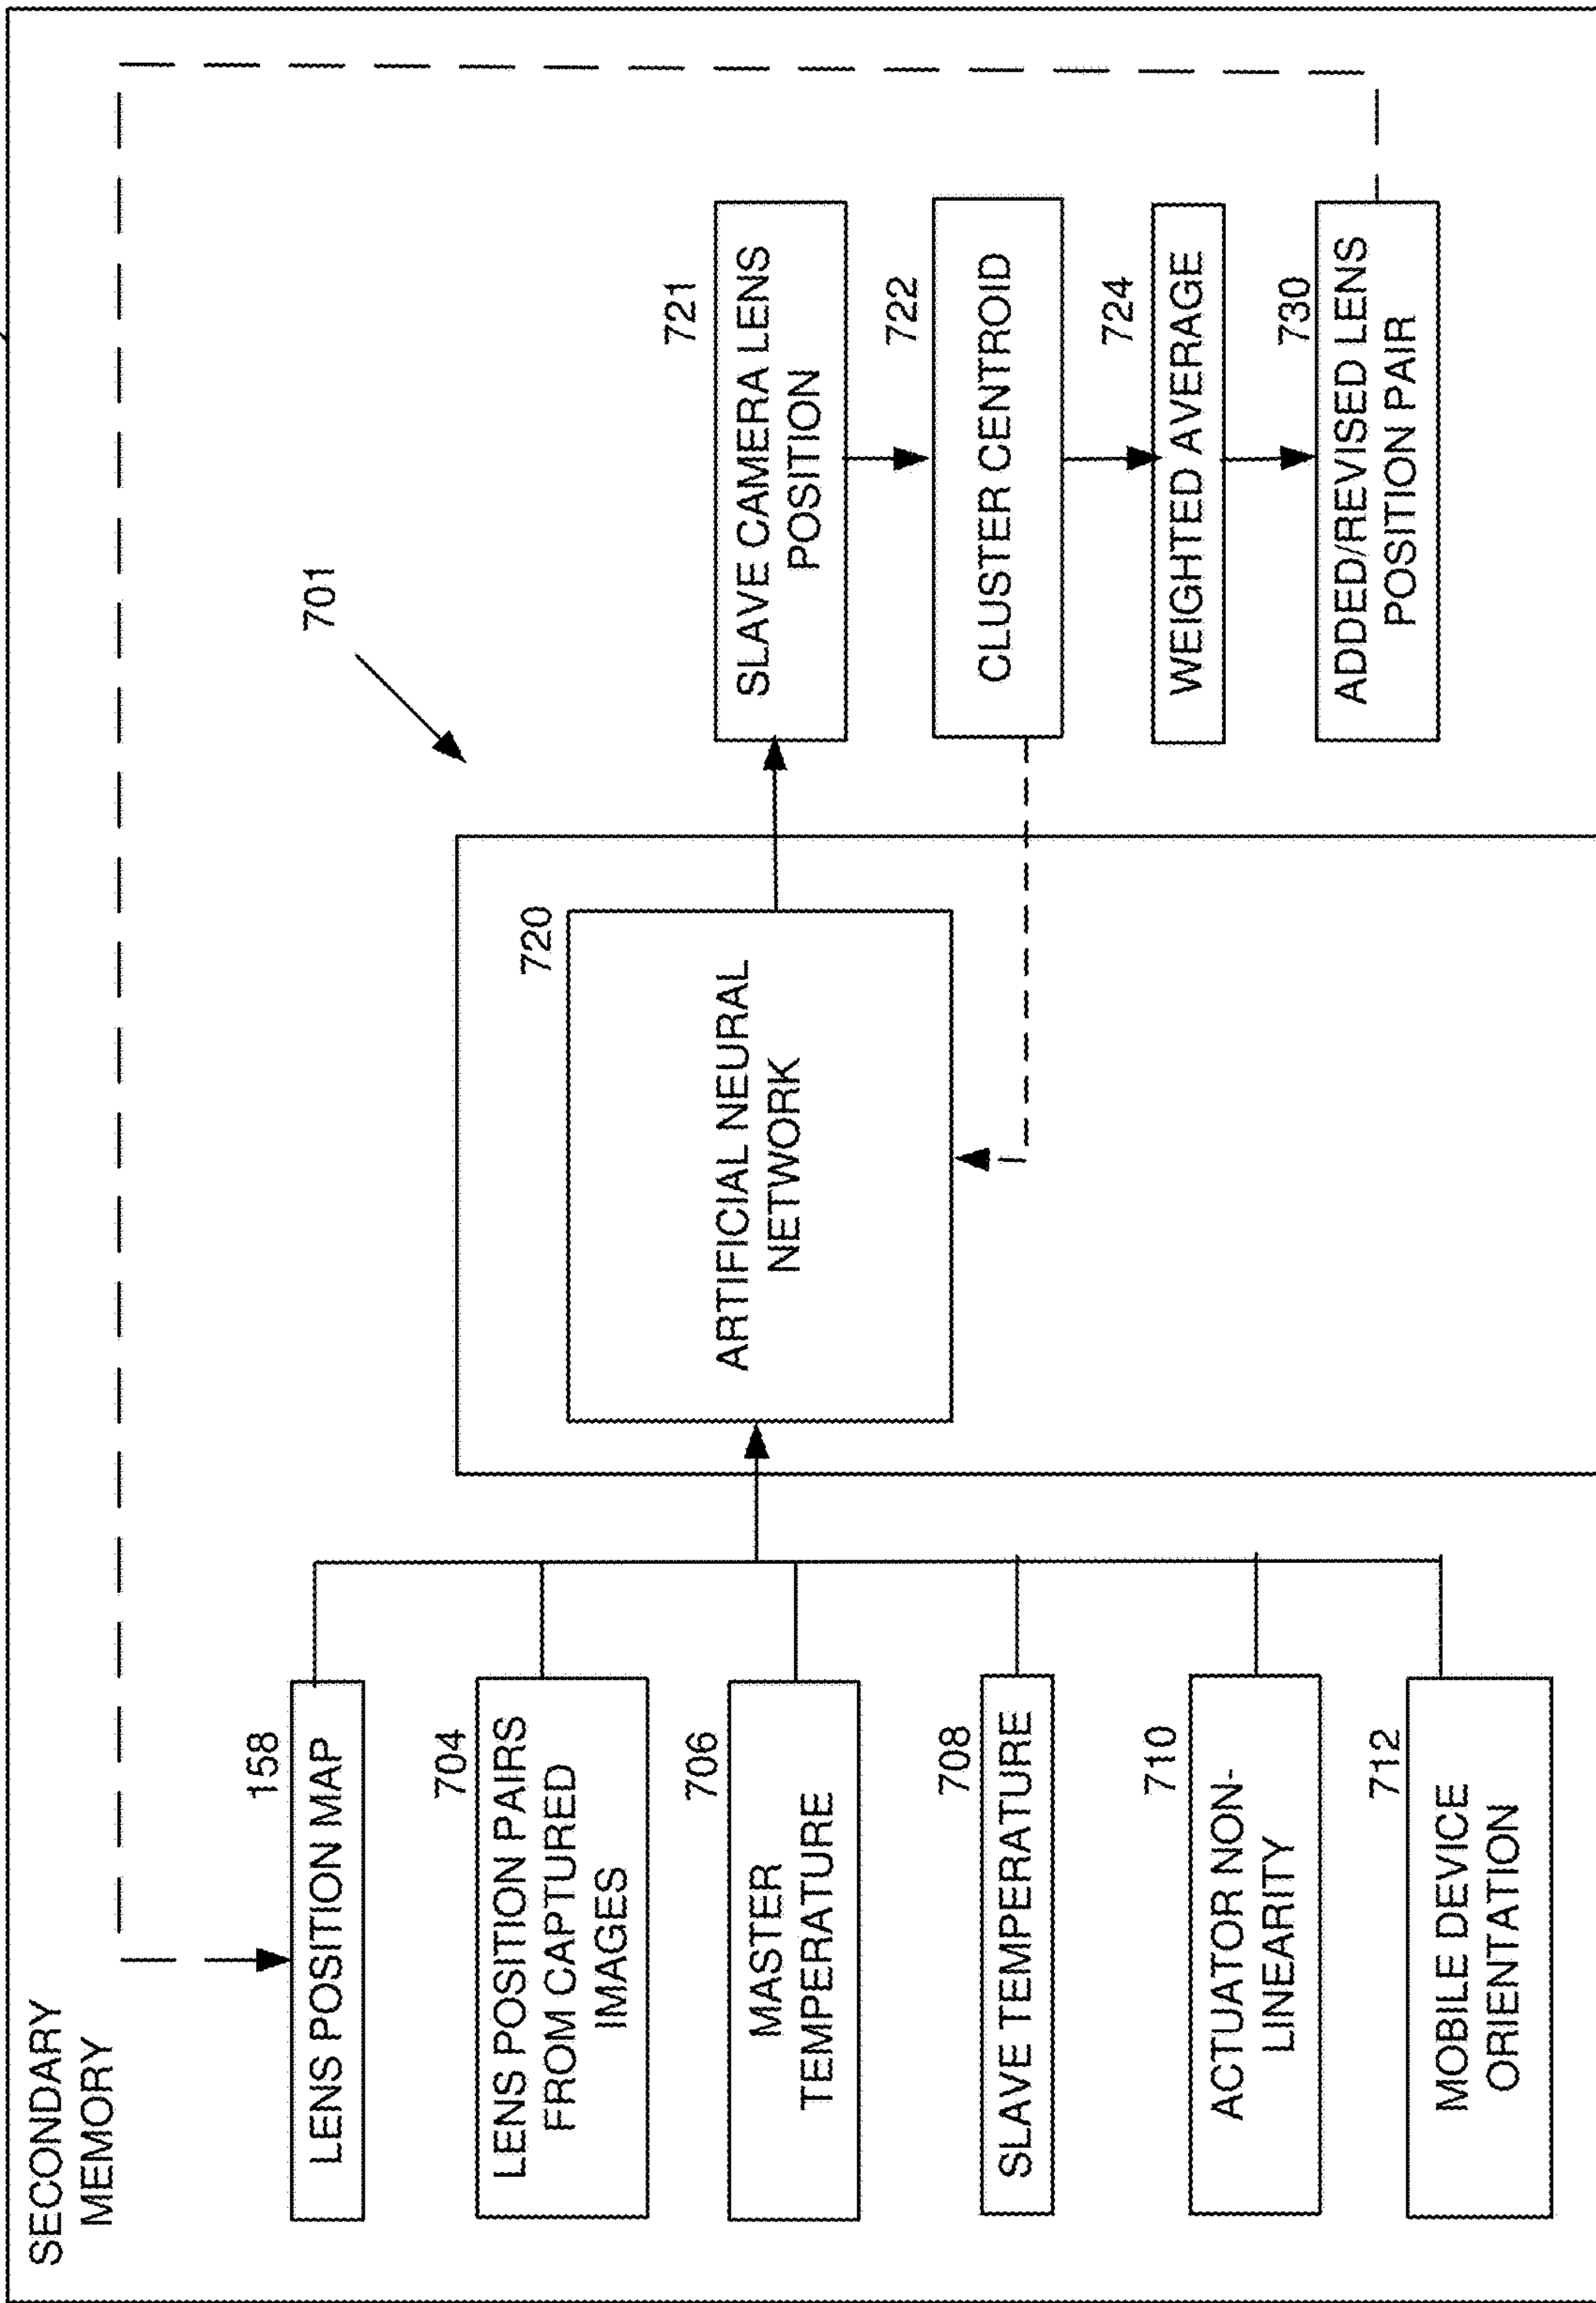 SECONDARY
MEMORY
158
LENS POSITION MAP
704
LENS POSITION PAIRS
FROM CAPTURED
IMAGES
706
MASTER
TEMPERATURE
708
SLAVE TEMPERATURE
710
ACTUATOR NON-
LINEARITY
712
MOBILE DEVICE
ORIENTATION
720
ARTIFICIAL NEURAL
NETWORK
701
721
SLAVE CAMERA LENS
POSITION
722
CLUSTER CENTROID
724
WEIGHTED AVERAGE
730
ADDED/REVISED LENS
POSITION PAIR